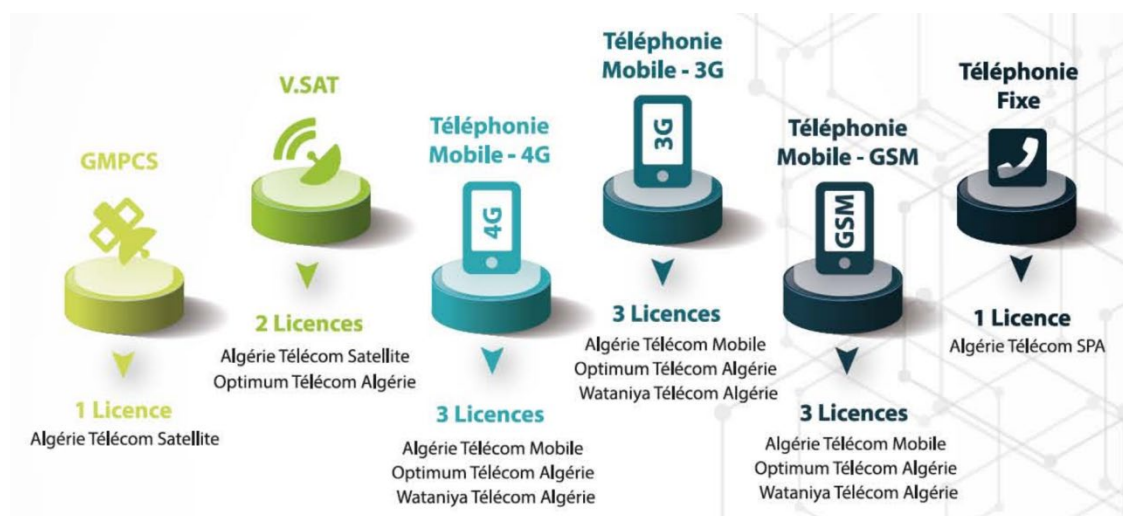 GMPCS
1 Licence
Algérie Télécom Satellite
V.SAT
2 Licences
Algérie Télécom Satellite
Optimum Télécom Algérie
Téléphonie
Mobile - 4G
4G
3 Licences
Algérie Télécom Mobile
Optimum Télécom Algérie
Wataniya Télécom Algérie
Téléphonie
Mobile - 3G
3G
3 Licences
Algérie Télécom Mobile
Optimum Télécom Algérie
Wataniya Télécom Algérie
Téléphonie
Mobile - GSM
GSM
3 Licences
Algérie Télécom Mobile
Optimum Télécom Algérie
Wataniya Télécom Algérie
Téléphonie
Fixe
1 Licence
Algérie Télécom SPA